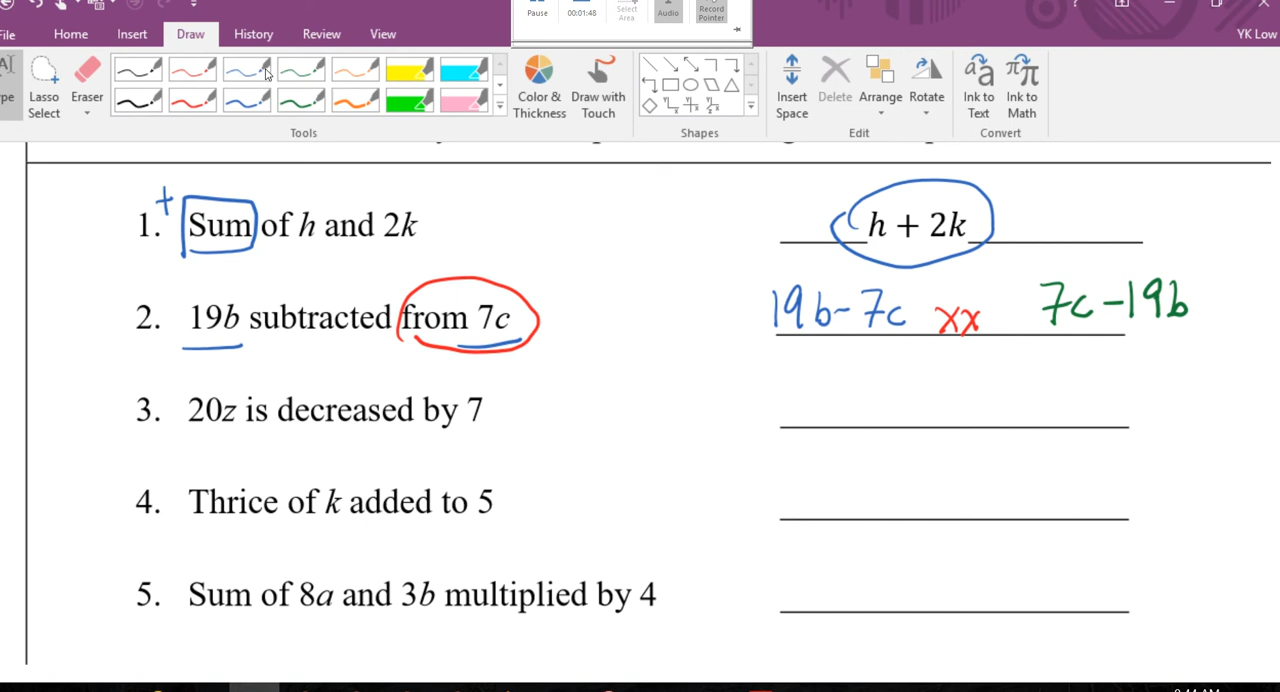 Pause 00:01:48 Select Area Audio Record Pointer
File Home Insert Draw History Review View YK Low
Type Lasso Select Eraser Color & Thickness Draw with Touch Insert Space Delete Arrange Rotate Ink to Text Ink to Math
Tools Shapes Edit Convert
+
1. Sum of h and 2k h + 2k
2. 19b subtracted from 7c 19b - 7c xx 7c - 19b
3. 20z is decreased by 7
4. Thrice of k added to 5
5. Sum of 8a and 3b multiplied by 4